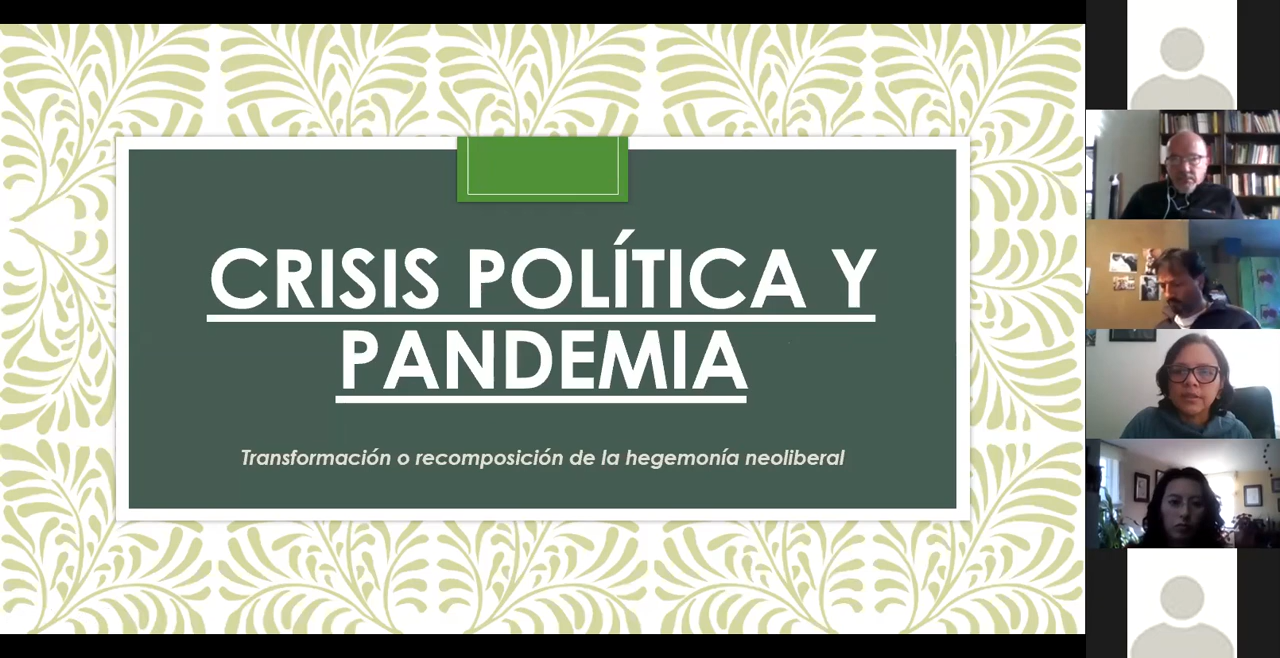 CRISIS POLÍTICA Y
PANDEMIA
Transformación o recomposición de la hegemonía neoliberal